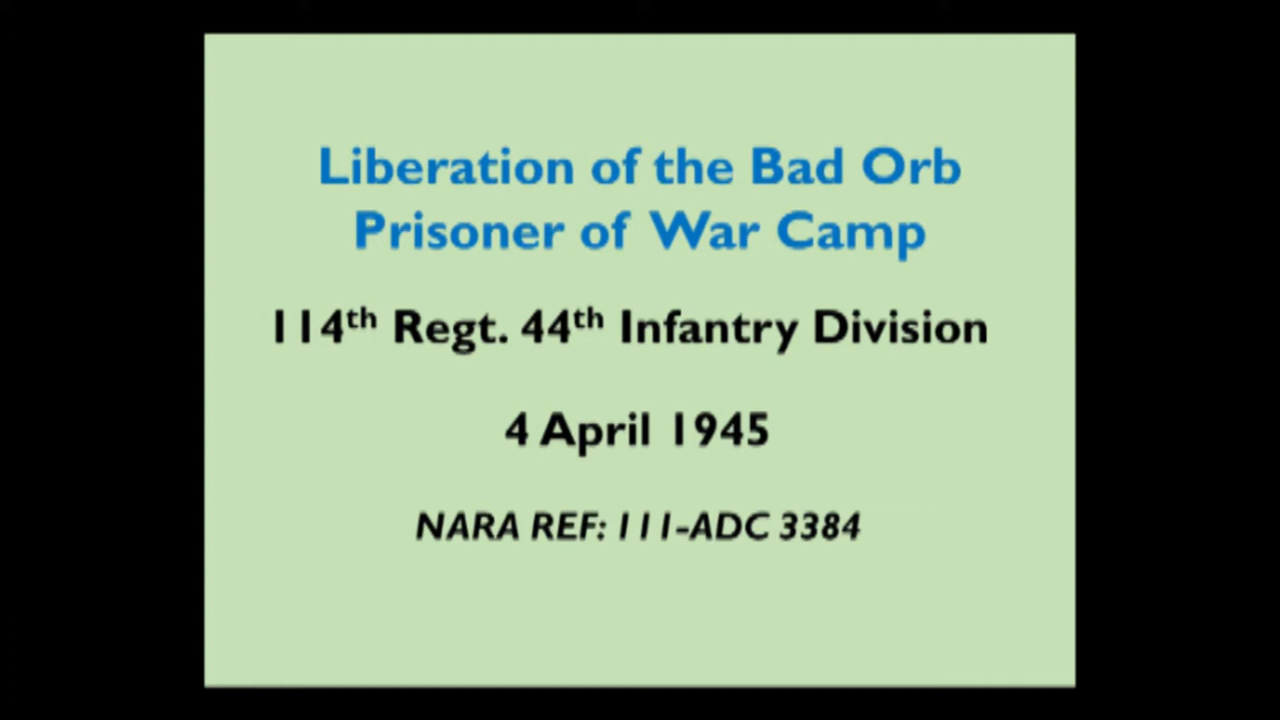 Liberation of the Bad Orb
Prisoner of War Camp
114th Regt. 44th Infantry Division
4 April 1945
NARA REF: 111-ADC 3384